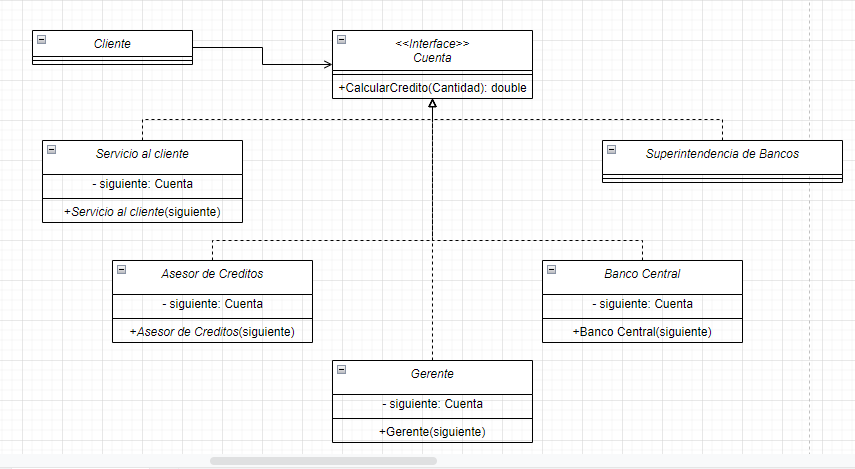 Cliente
<<Interface>>
Cuenta
+CalcularCredito(Cantidad): double
Servicio al cliente
- siguiente: Cuenta
+Servicio al cliente(siguiente)
Superintendencia de Bancos
Asesor de Creditos
- siguiente: Cuenta
+Asesor de Creditos(siguiente)
Banco Central
- siguiente: Cuenta
+Banco Central(siguiente)
Gerente
- siguiente: Cuenta
+Gerente(siguiente)